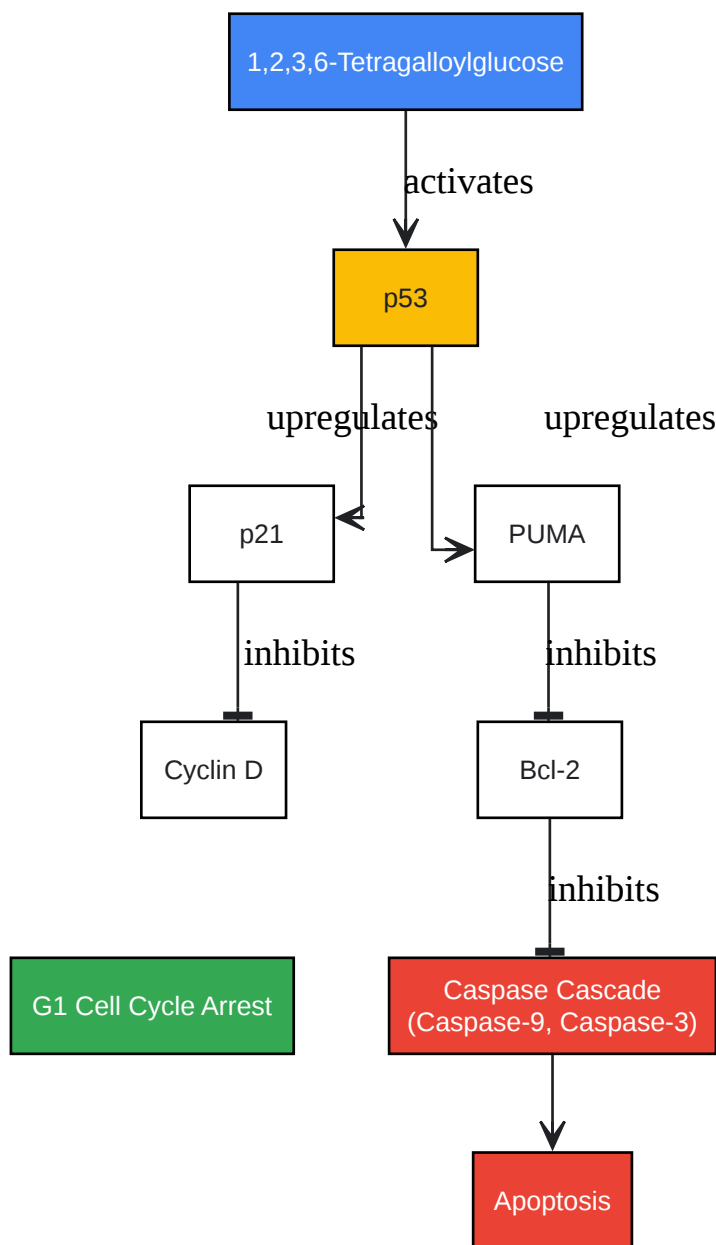 1,2,3,6-Tetragalloylglucose
activates
p53
upregulates
upregulates
p21
PUMA
inhibits
inhibits
Cyclin D
Bcl-2
inhibits
G1 Cell Cycle Arrest
Caspase Cascade
(Caspase-9, Caspase-3)
Apoptosis